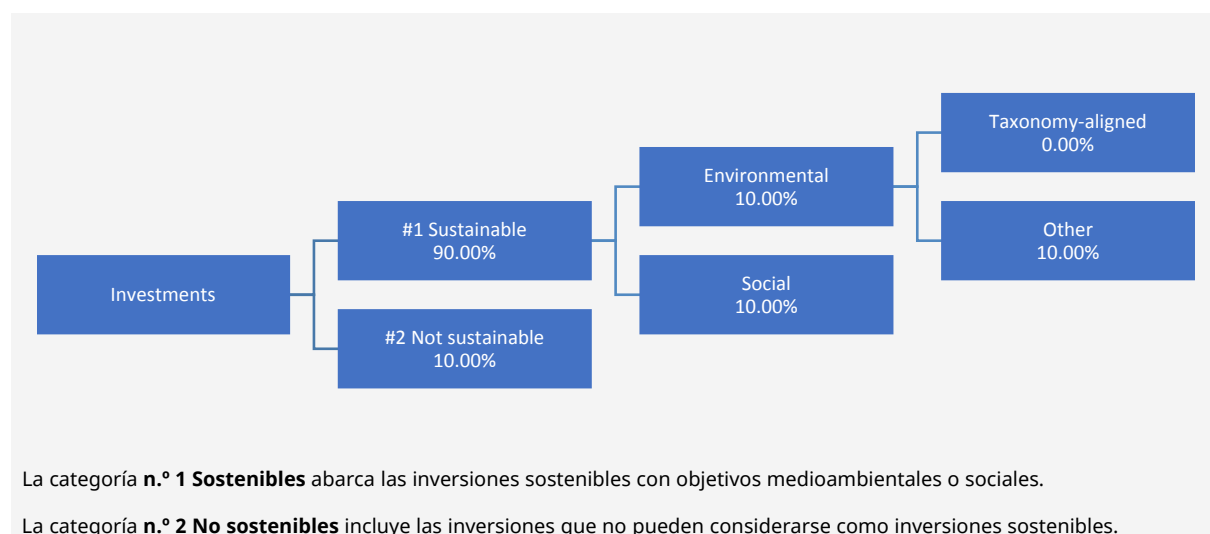 Taxonomy-aligned
0.00%
Environmental
10.00%
#1 Sustainable
90.00%
Other
10.00%
Investments
Social
10.00%
#2 Not sustainable
10.00%
La categoría n.º 1 Sostenibles abarca las inversiones sostenibles con objetivos medioambientales o sociales.
La categoría n.º 2 No sostenibles incluye las inversiones que no pueden considerarse como inversiones sostenibles.